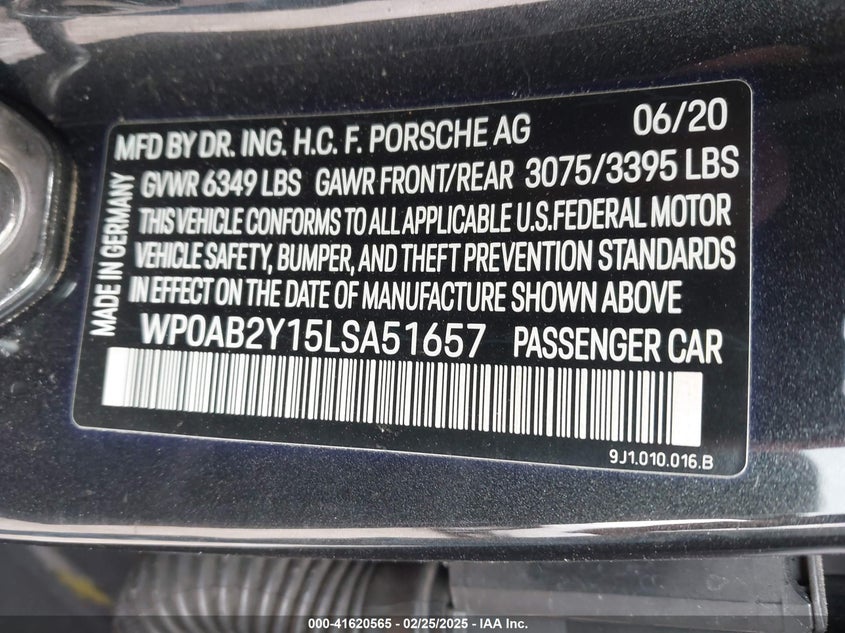 MFD BY DR. ING. H.C. F. PORSCHE AG 06/20
GVWR 6349 LBS GAWR FRONT/REAR 3075/3395 LBS
THIS VEHICLE CONFORMS TO ALL APPLICABLE U.S.FEDERAL MOTOR
VEHICLE SAFETY, BUMPER, AND THEFT PREVENTION STANDARDS
IN EFFECT ON THE DATE OF MANUFACTURE SHOWN ABOVE
MADE IN GERMANY
WP0AB2Y15LSA51657 PASSENGER CAR
9J1.010.016.B
000-41620565 - 02/25/2025 - IAA Inc.